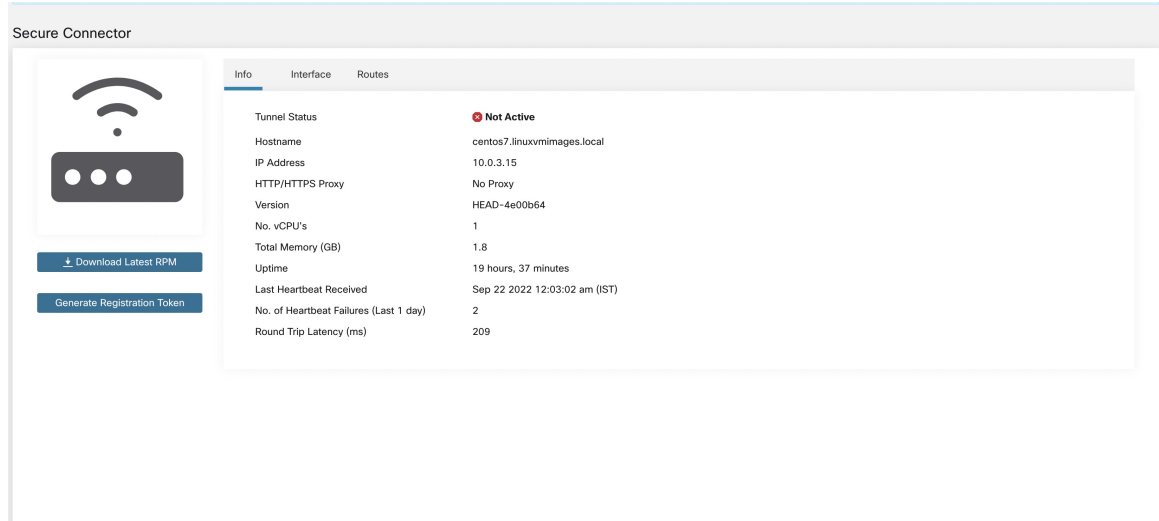 Secure Connector
Info Interface Routes
Tunnel Status Not Active
Hostname centos7.linuxvmimages.local
IP Address 10.0.3.15
HTTP/HTTPS Proxy No Proxy
Version HEAD-4e00b64
No. vCPU's 1
Total Memory (GB) 1.8
Uptime 19 hours, 37 minutes
Last Heartbeat Received Sep 22 2022 12:03:02 am (IST)
No. of Heartbeat Failures (Last 1 day) 2
Round Trip Latency (ms) 209
Download Latest RPM
Generate Registration Token